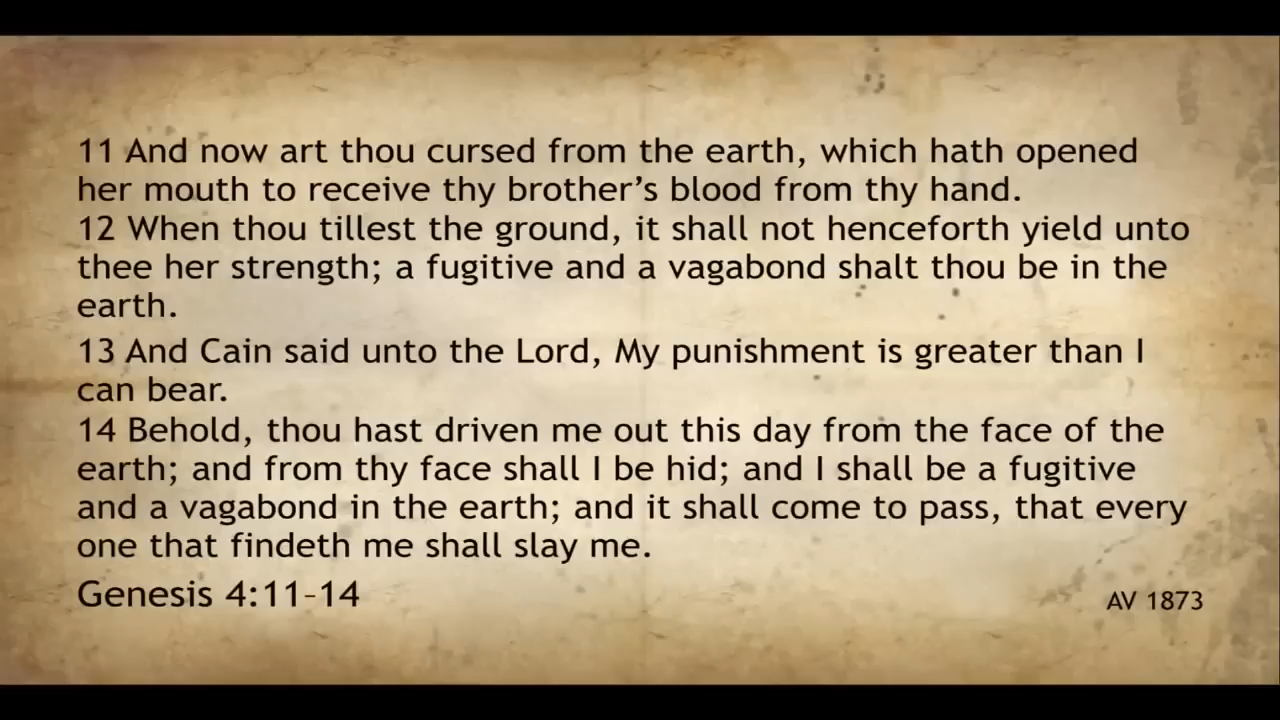 11 And now art thou cursed from the earth, which hath opened
her mouth to receive thy brother’s blood from thy hand.
12 When thou tillest the ground, it shall not henceforth yield unto
thee her strength; a fugitive and a vagabond shalt thou be in the
earth.
13 And Cain said unto the Lord, My punishment is greater than I
can bear.
14 Behold, thou hast driven me out this day from the face of the
earth; and from thy face shall I be hid; and I shall be a fugitive
and a vagabond in the earth; and it shall come to pass, that every
one that findeth me shall slay me.
Genesis 4:11–14
AV 1873